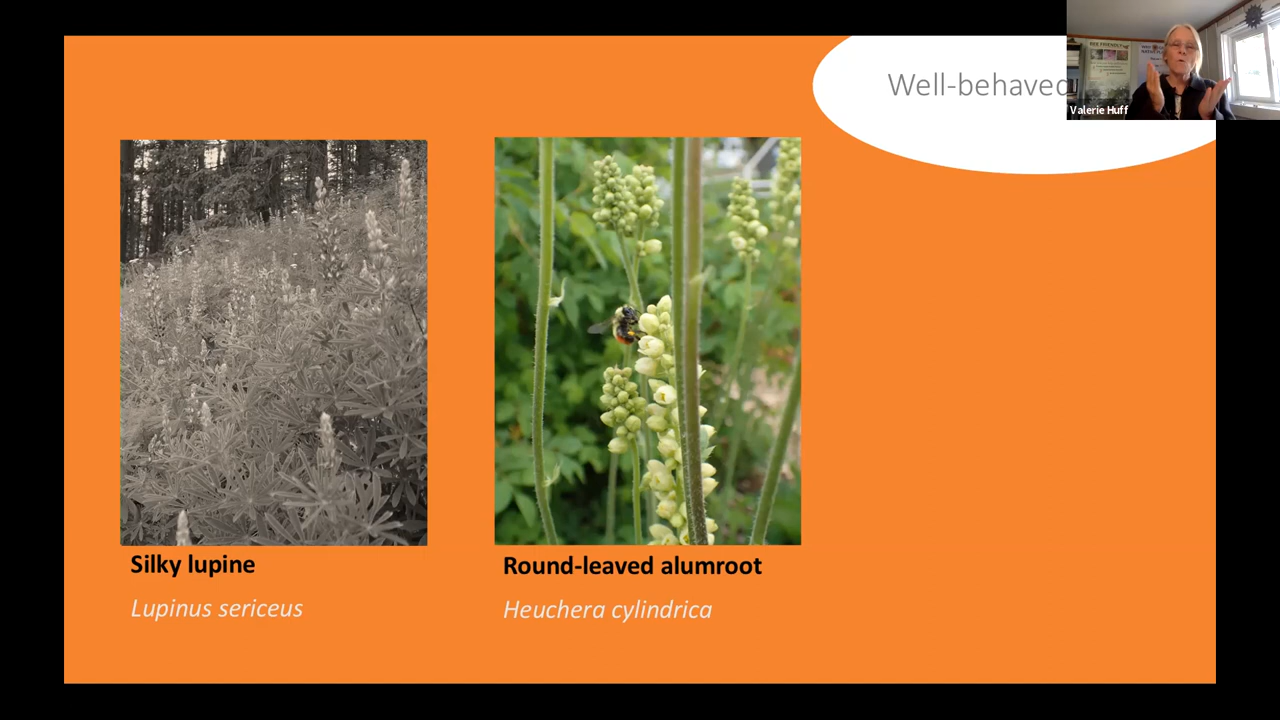 Well-behaved
Valerie Huff
Silky lupine
Lupinus sericeus
Round-leaved alumroot
Heuchera cylindrica